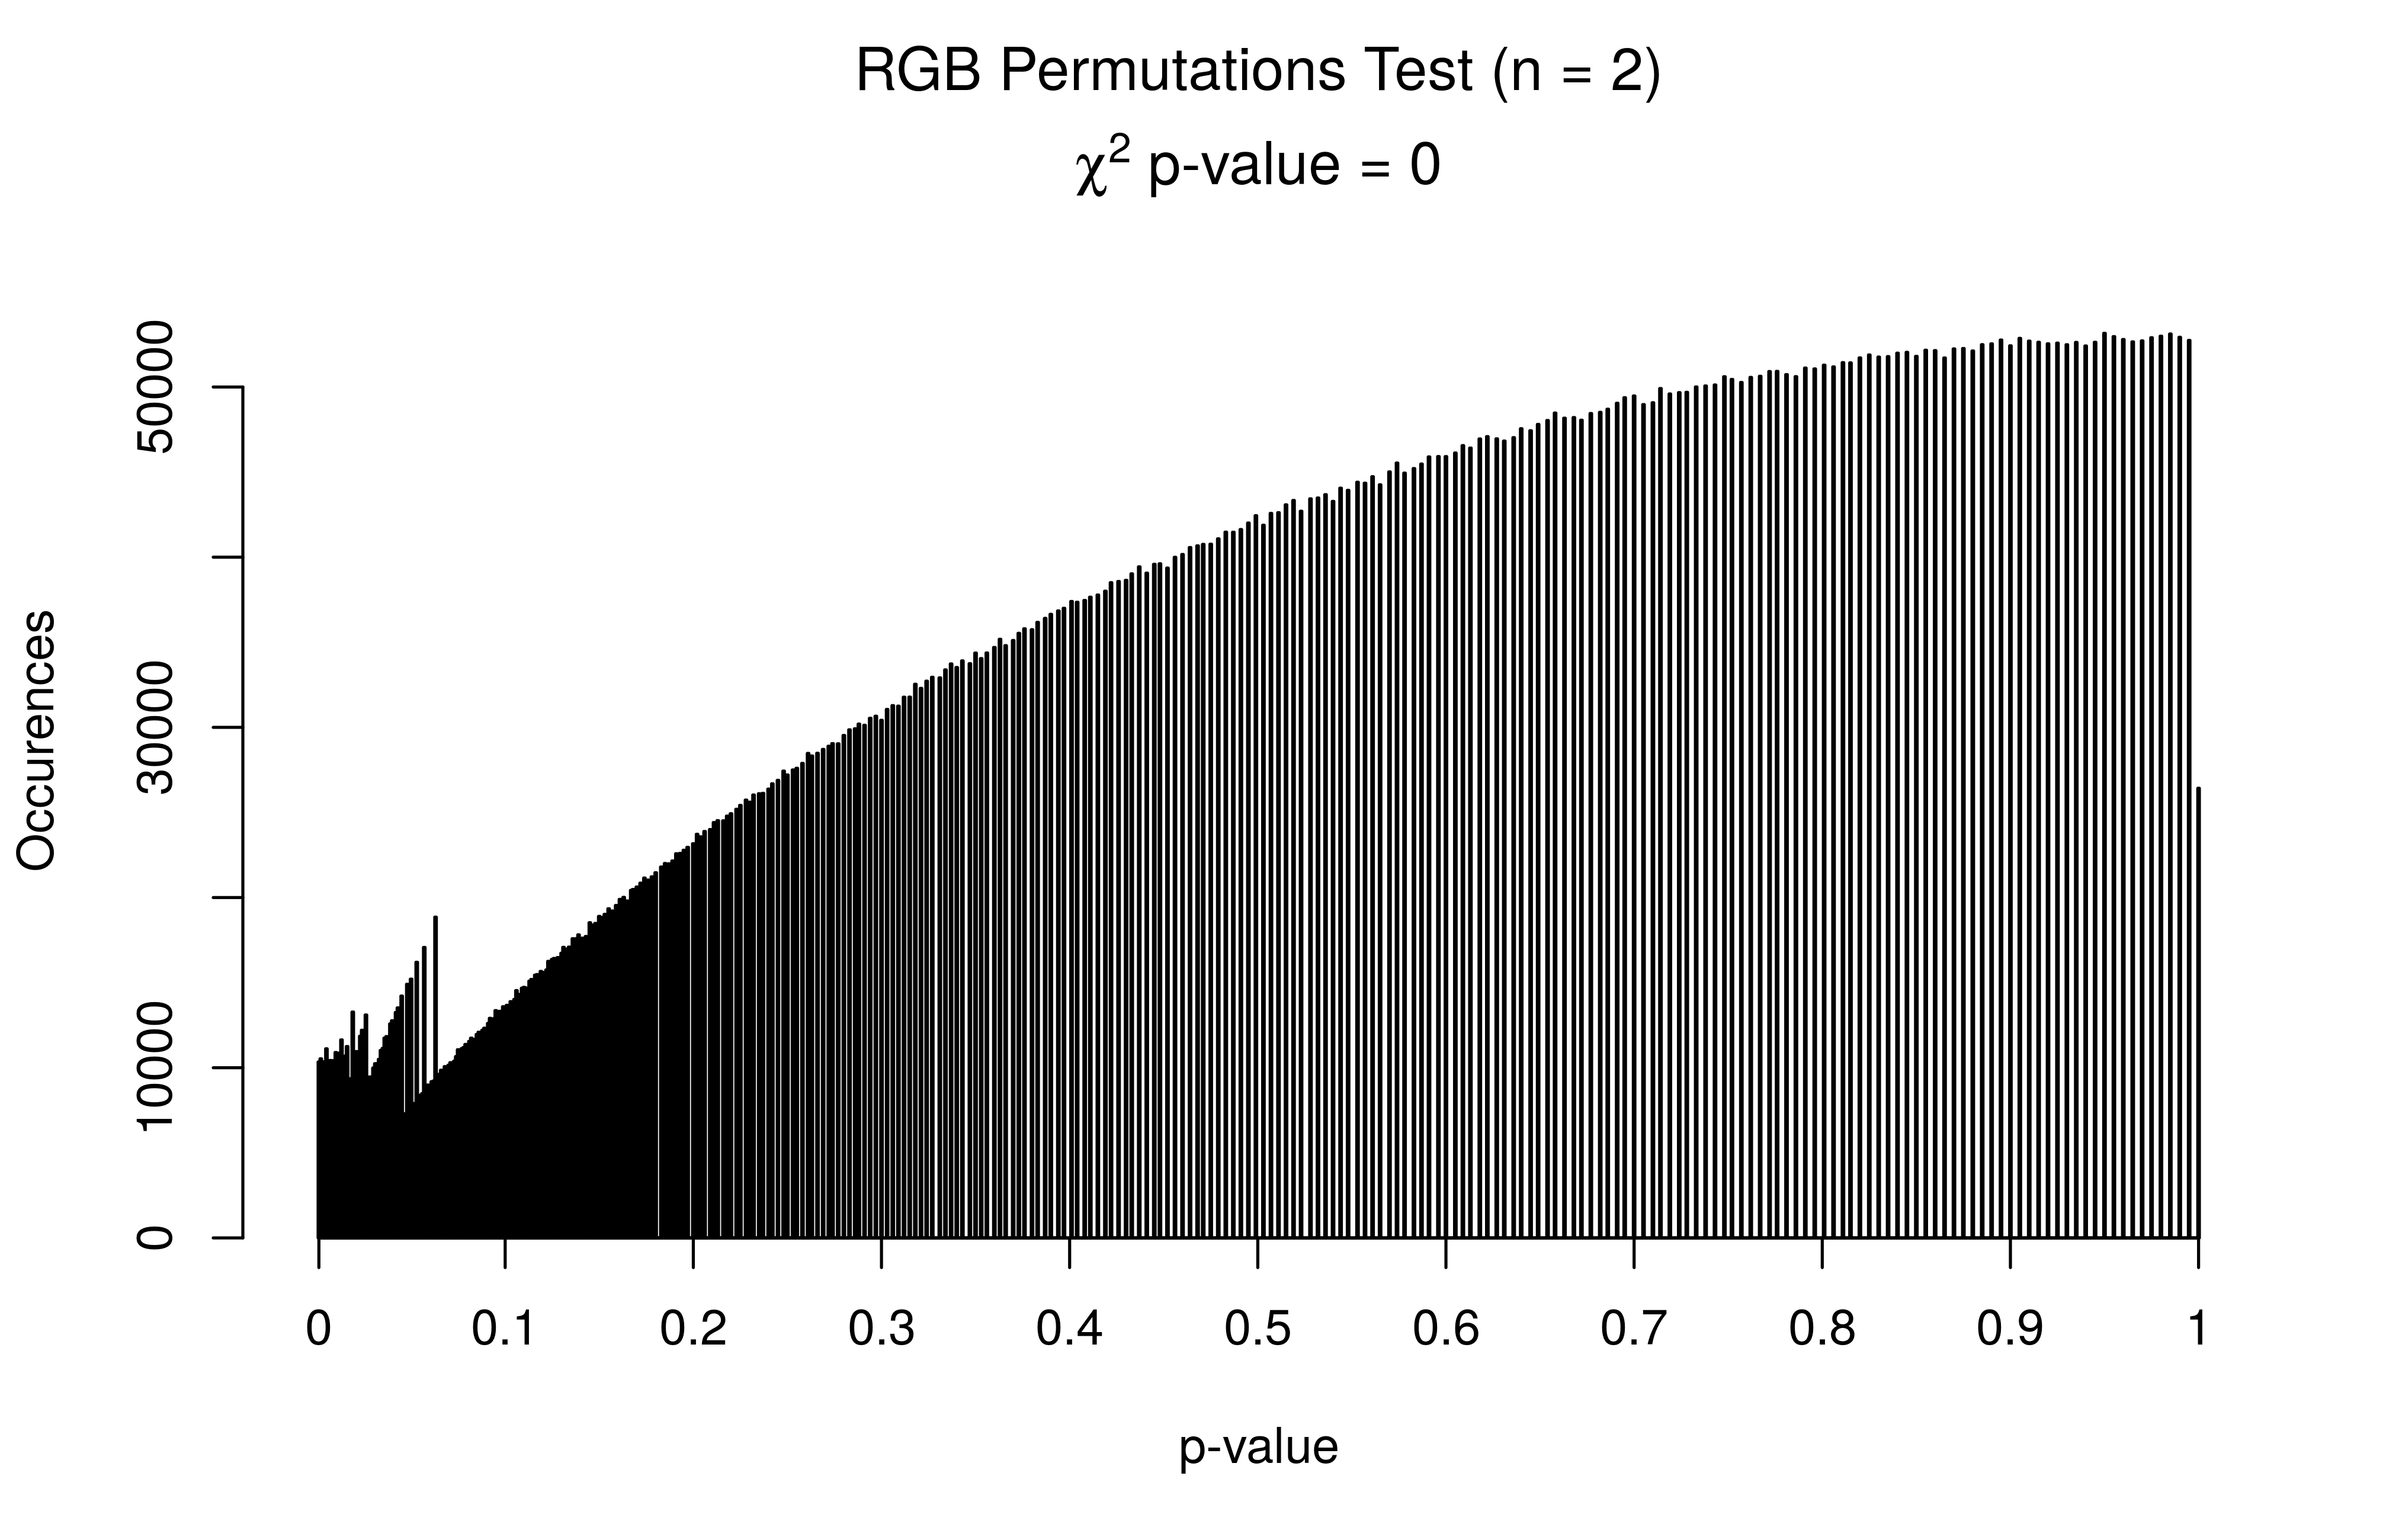 RGB Permutations Test (n = 2)
χ² p-value = 0
Occurences
50000
30000
10000
0
0 0.1 0.2 0.3 0.4 0.5 0.6 0.7 0.8 0.9 1
p-value